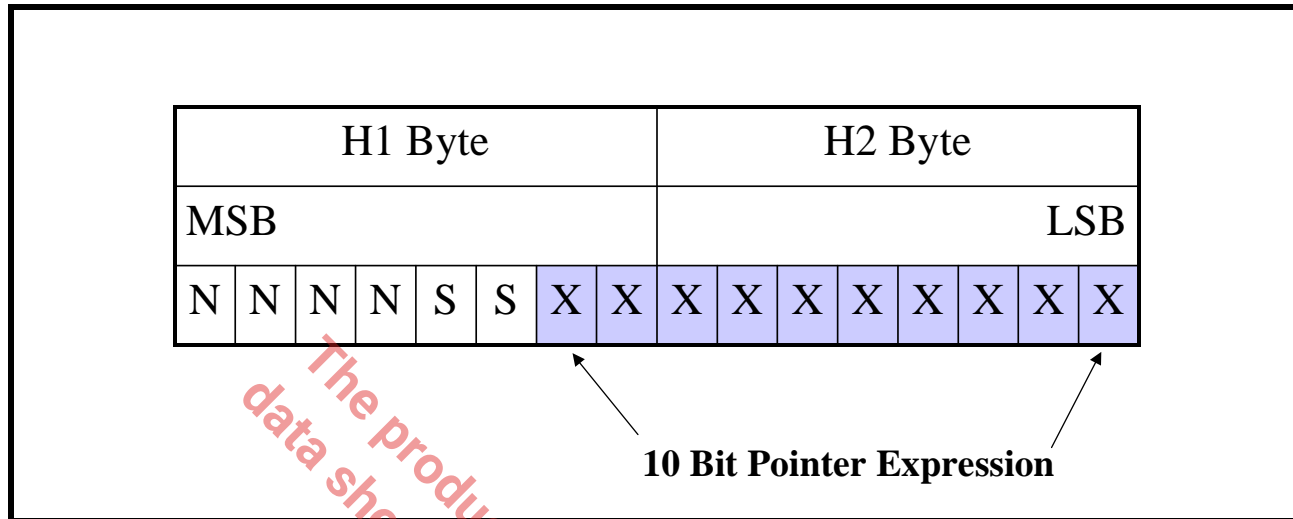 H1 Byte H2 Byte
MSB LSB
N N N N S S X X X X X X X X X X
10 Bit Pointer Expression
The produ
data she